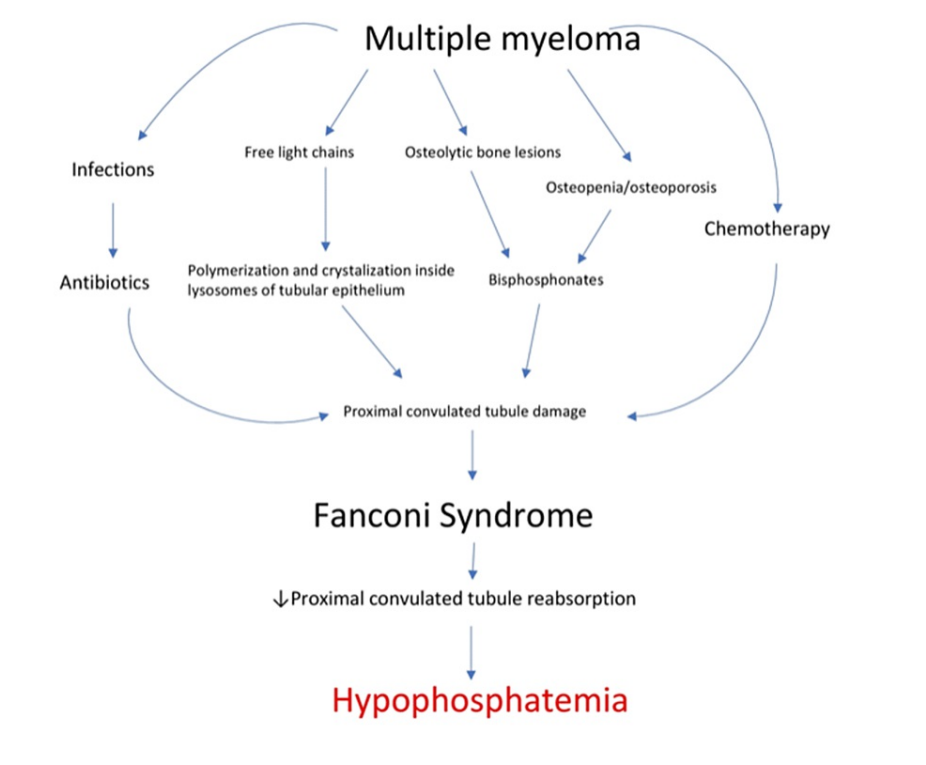 Multiple myeloma
Infections
Free light chains
Osteolytic bone lesions
Osteopenia/osteoporosis
Chemotherapy
Antibiotics
Polymerization and crystalization inside
lysosomes of tubular epithelium
Bisphosphonates
Proximal convulated tubule damage
Fanconi Syndrome
↓Proximal convulated tubule reabsorption
Hypophosphatemia